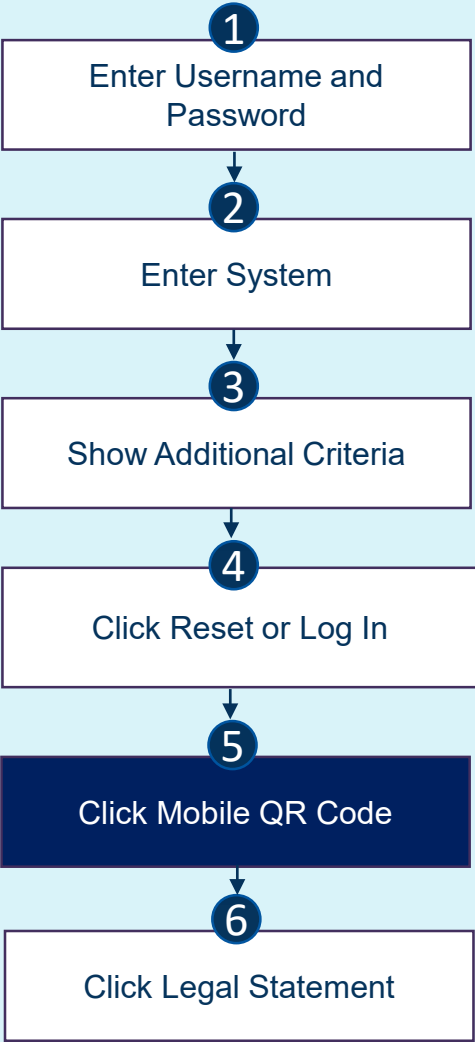 1
Enter Username and
Password
2
Enter System
3
Show Additional Criteria
4
Click Reset or Log In
5
Click Mobile QR Code
6
Click Legal Statement